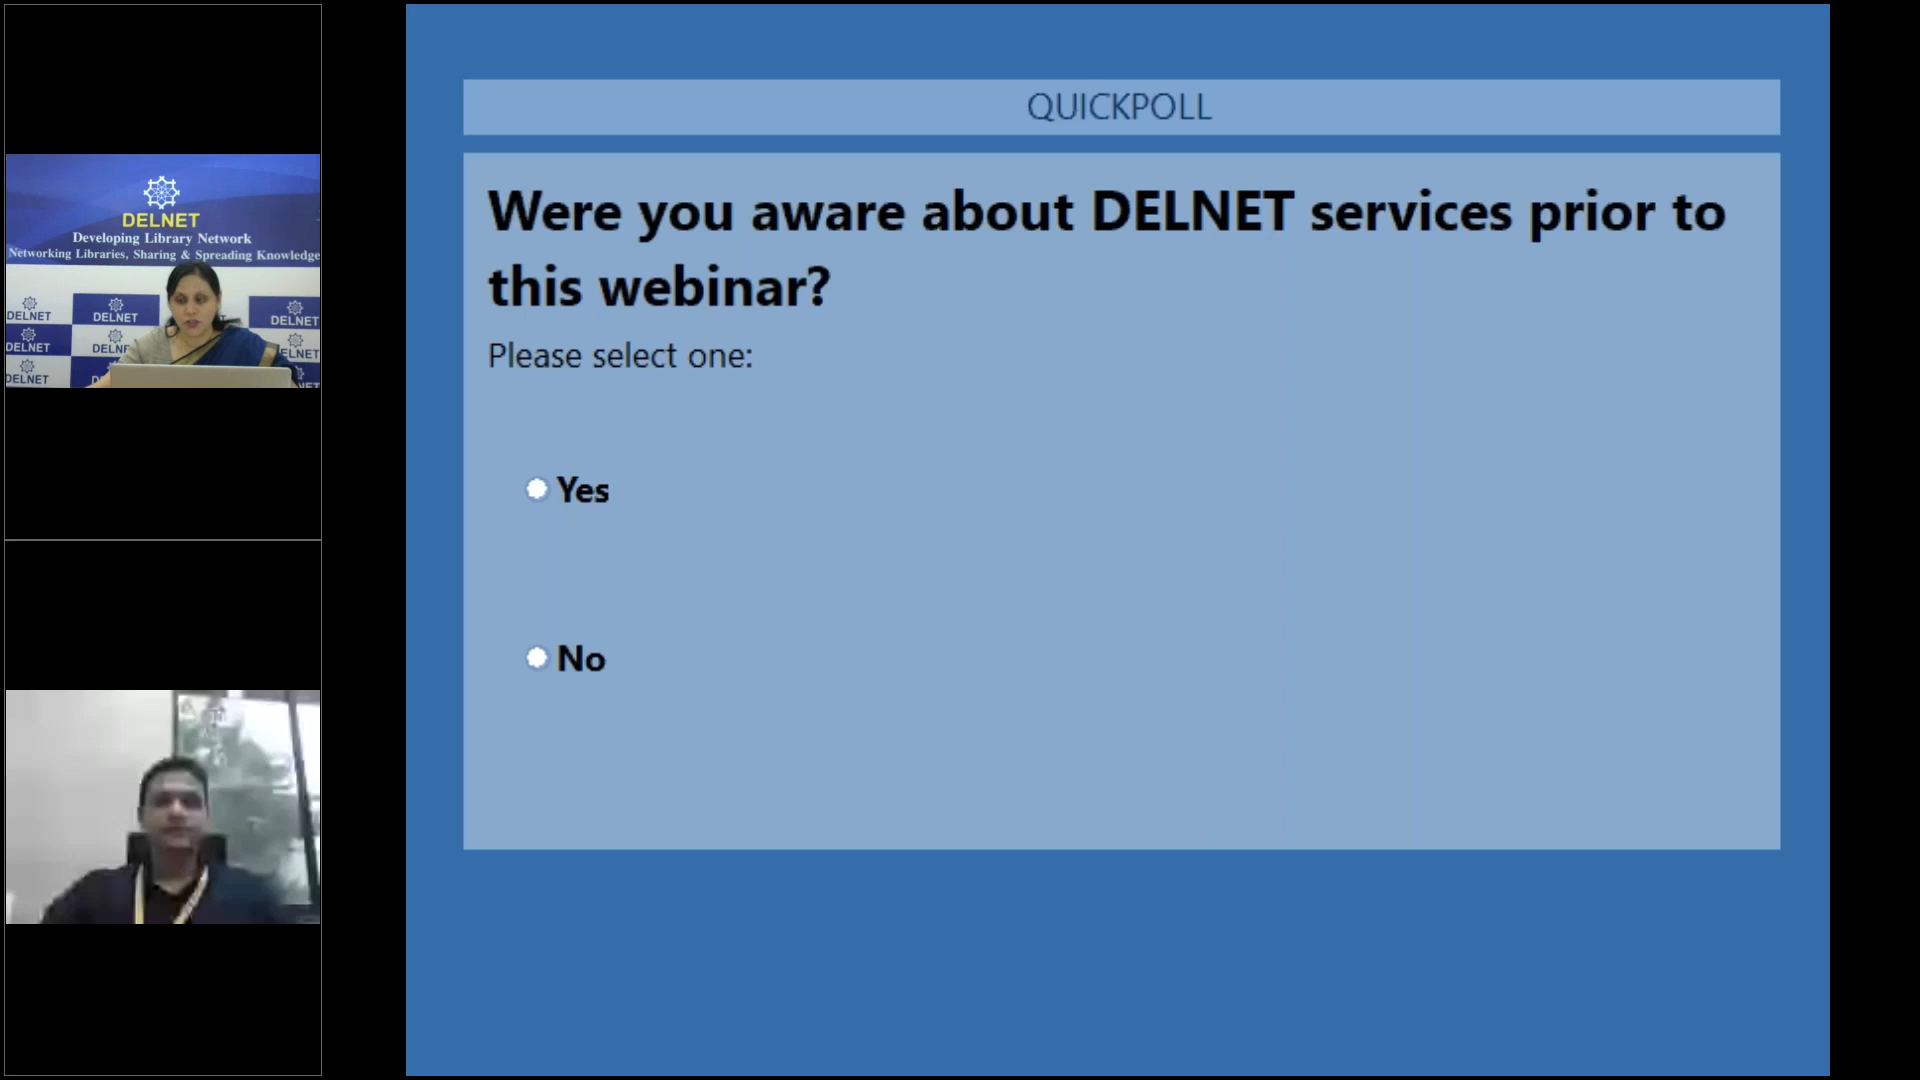 DELNET
Developing Library Network
Networking Libraries, Sharing & Spreading Knowledge
DELNET
DELNET
DELNET
DELNET
DELNET
QUICKPOLL
Were you aware about DELNET services prior to
this webinar?
Please select one:
Yes
No